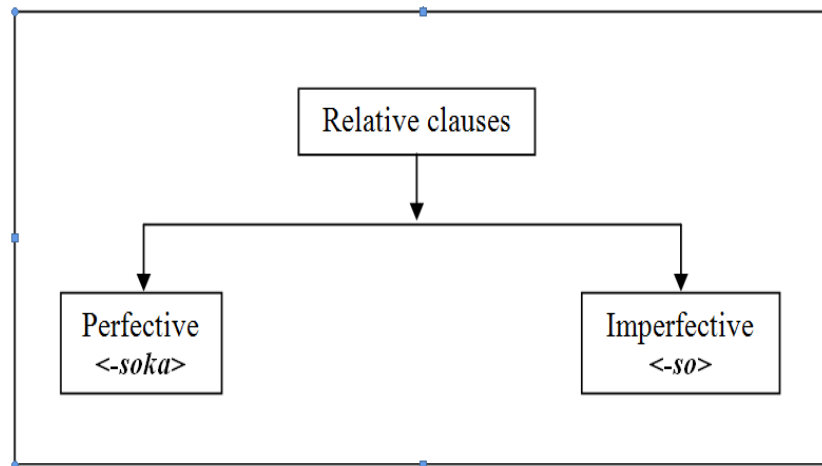 Relative clauses
Perfective
<-soka>
Imperfective
<-so>